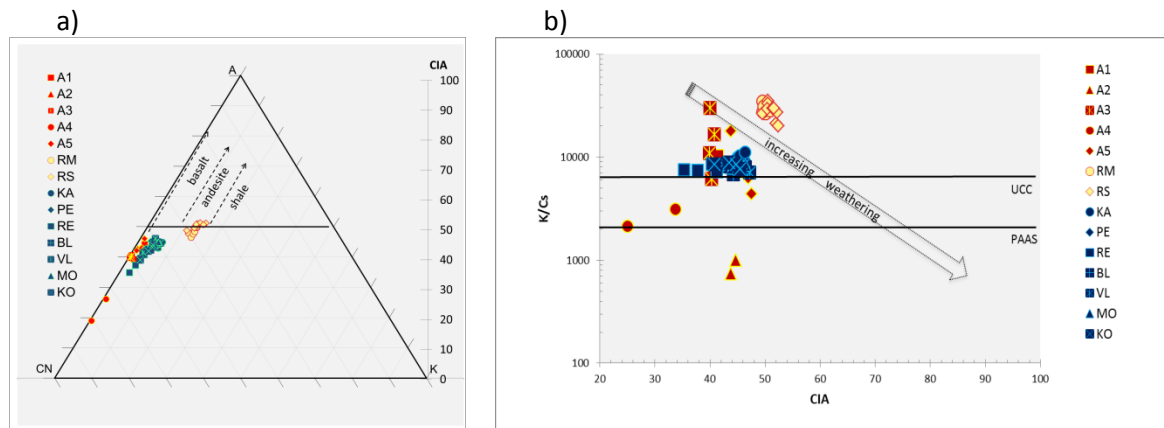 a)
CIA
A
100
90
80
70
60
50
40
30
20
10
0
A1
A2
A3
A4
A5
RM
RS
KA
PE
RE
BL
VL
MO
KO
basalt
andesite
shale
CN
K
b)
K/Cs
100000
10000
1000
100
20
30
40
50
60
70
80
90
100
CIA
increasing weathering
UCC
PAAS
A1
A2
A3
A4
A5
RM
RS
KA
PE
RE
BL
VL
MO
KO